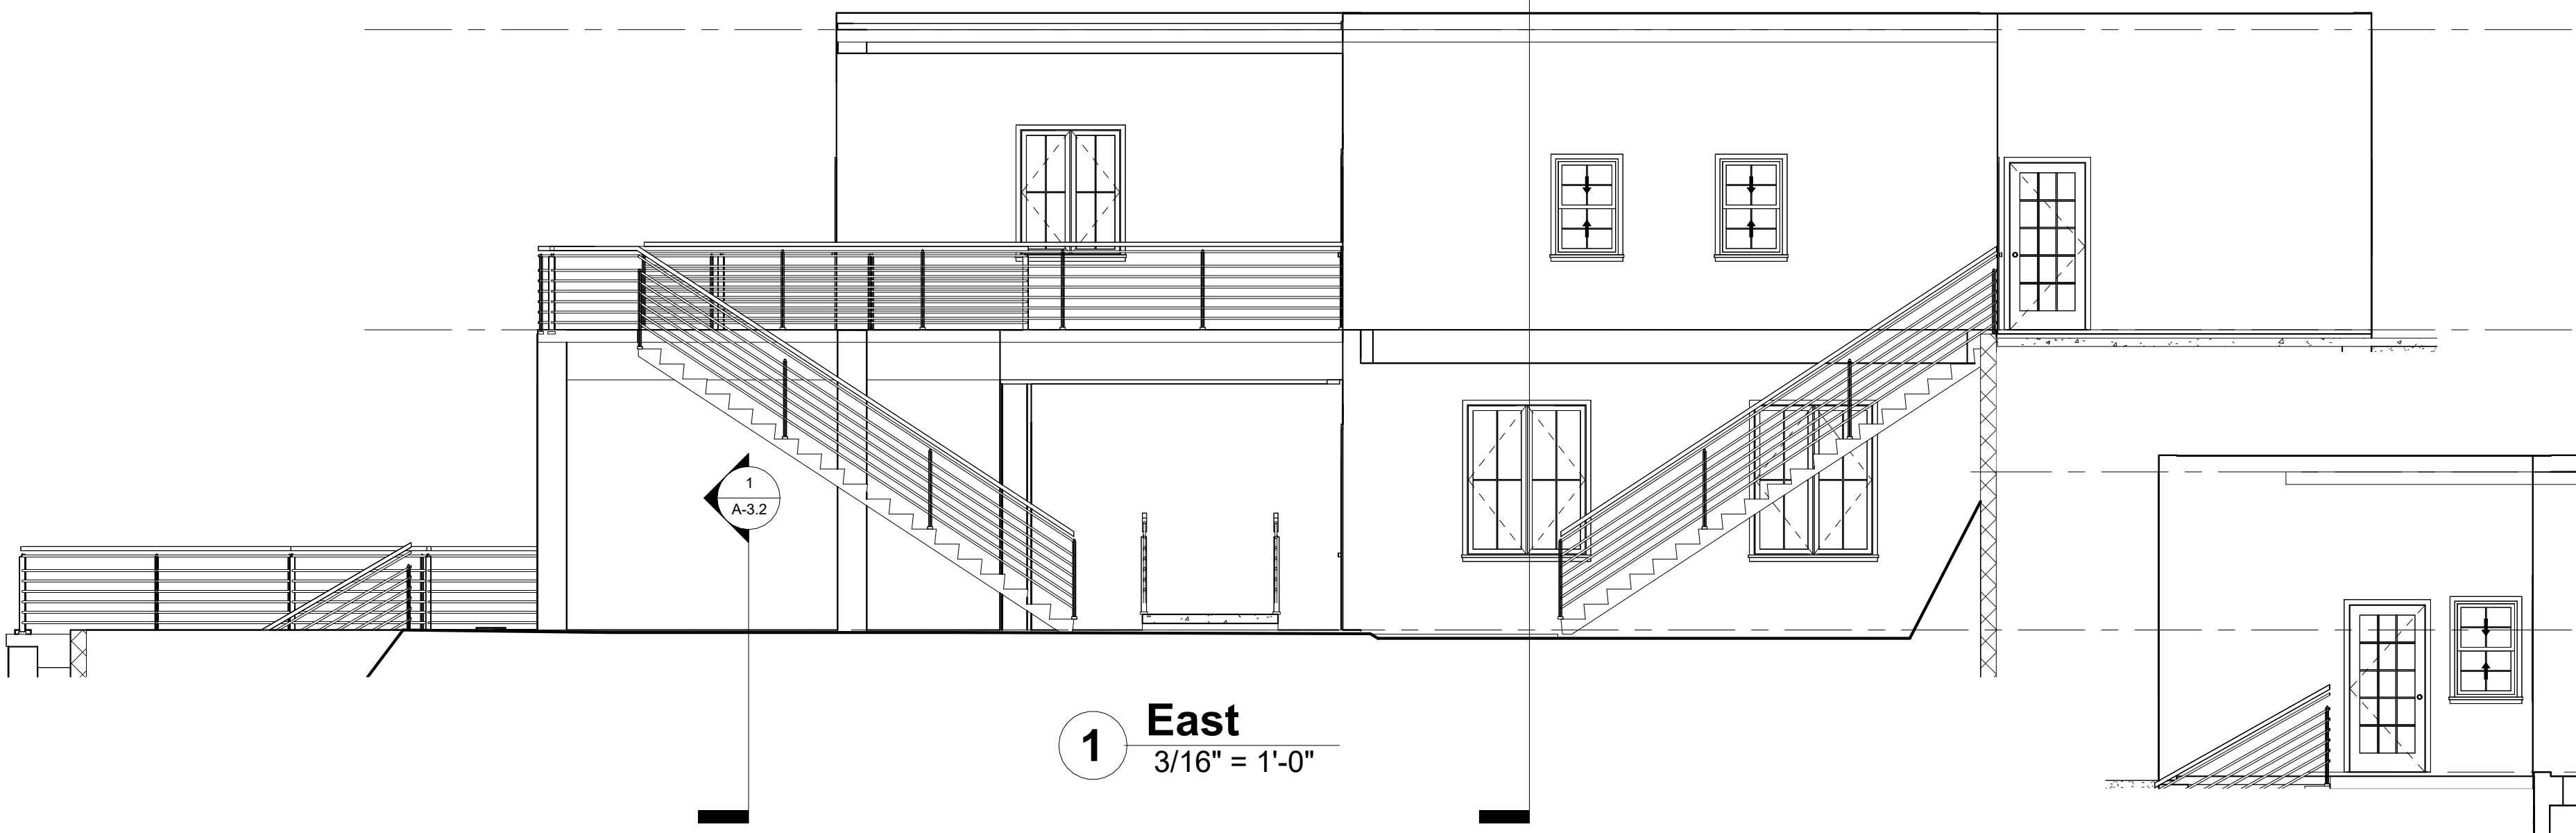 1
A-3.2
1
East
3/16" = 1'-0"